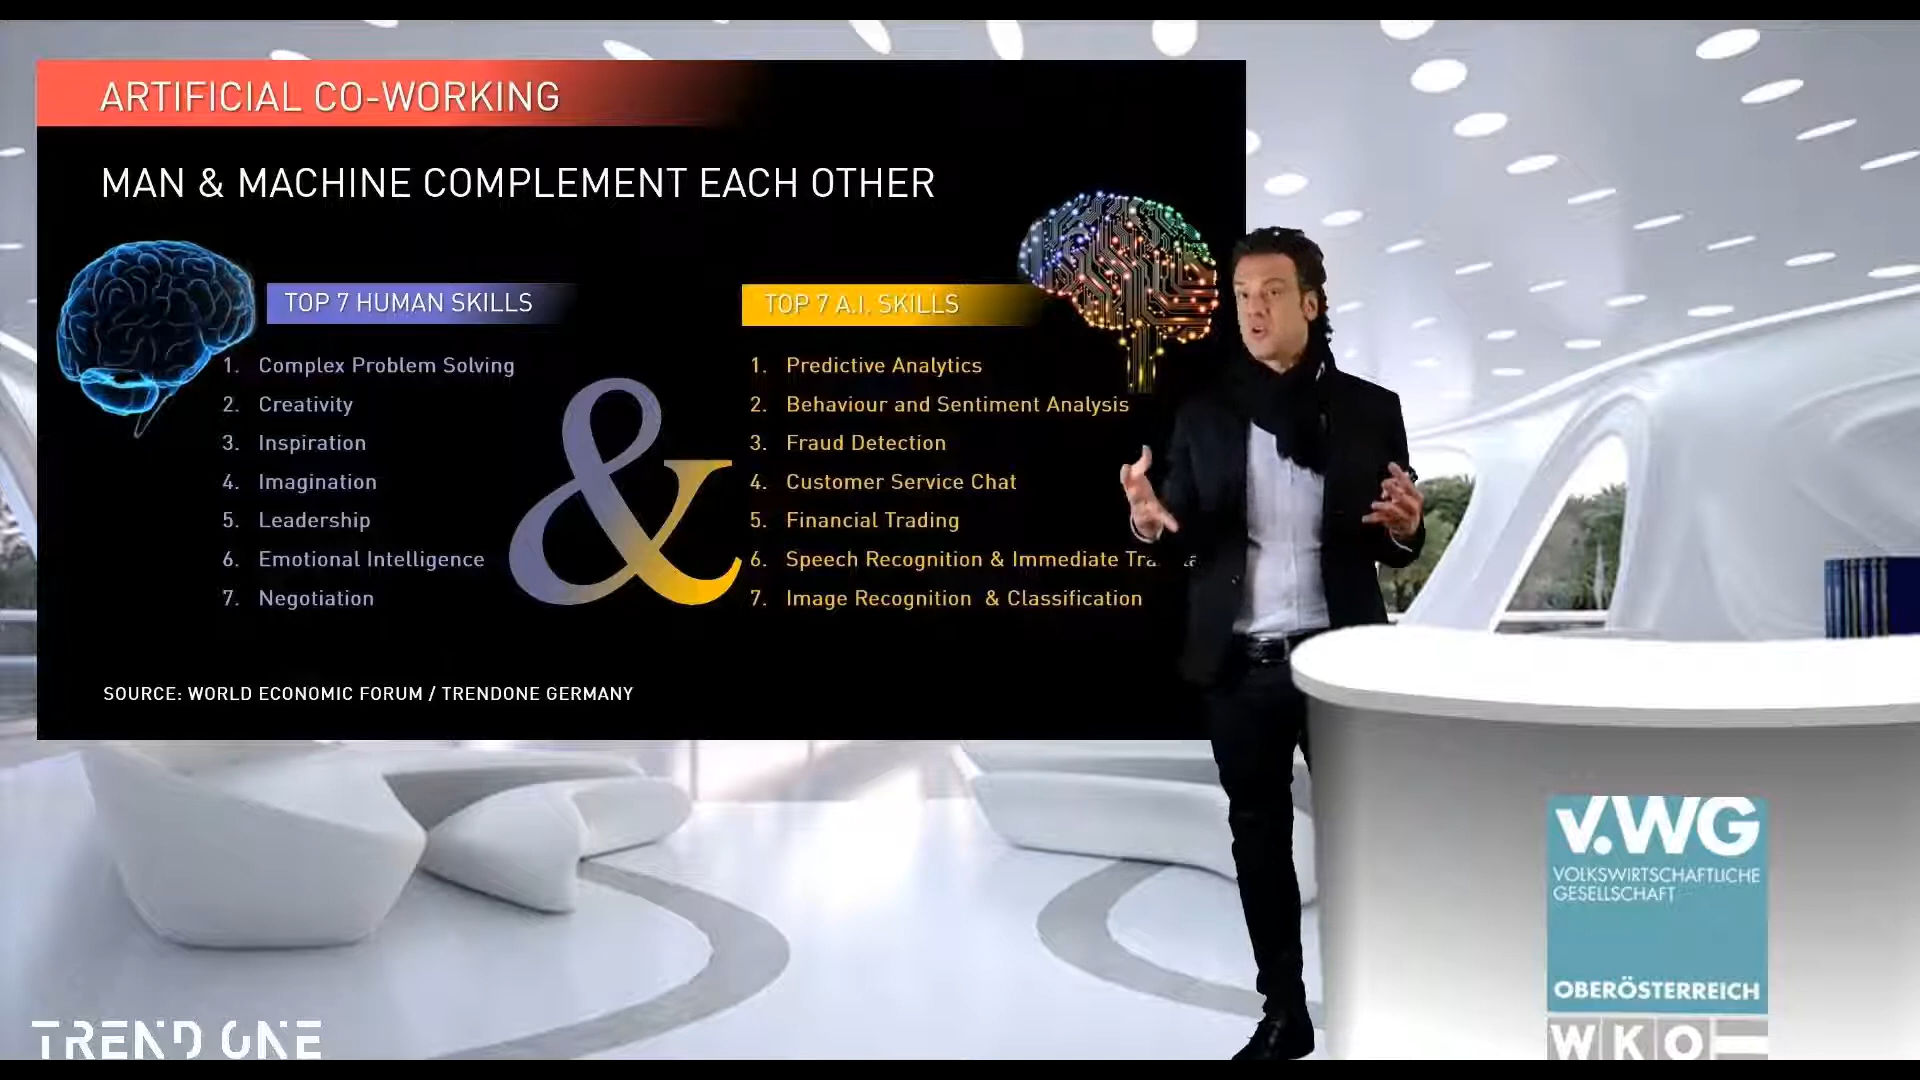 ARTIFICIAL CO-WORKING
MAN & MACHINE COMPLEMENT EACH OTHER
TOP 7 HUMAN SKILLS
1. Complex Problem Solving
2. Creativity
3. Inspiration
4. Imagination
5. Leadership
6. Emotional Intelligence
7. Negotiation
&
TOP 7 A.I. SKILLS
1. Predictive Analytics
2. Behaviour and Sentiment Analysis
3. Fraud Detection
4. Customer Service Chat
5. Financial Trading
6. Speech Recognition & Immediate
7. Image Recognition & Classification
SOURCE: WORLD ECONOMIC FORUM / TRENDONE GERMANY
TREND ONE
V.WG
VOLKSWIRTSCHAFTLICHE
GESELLSCHAFT
OBERÖSTERREICH
WKO